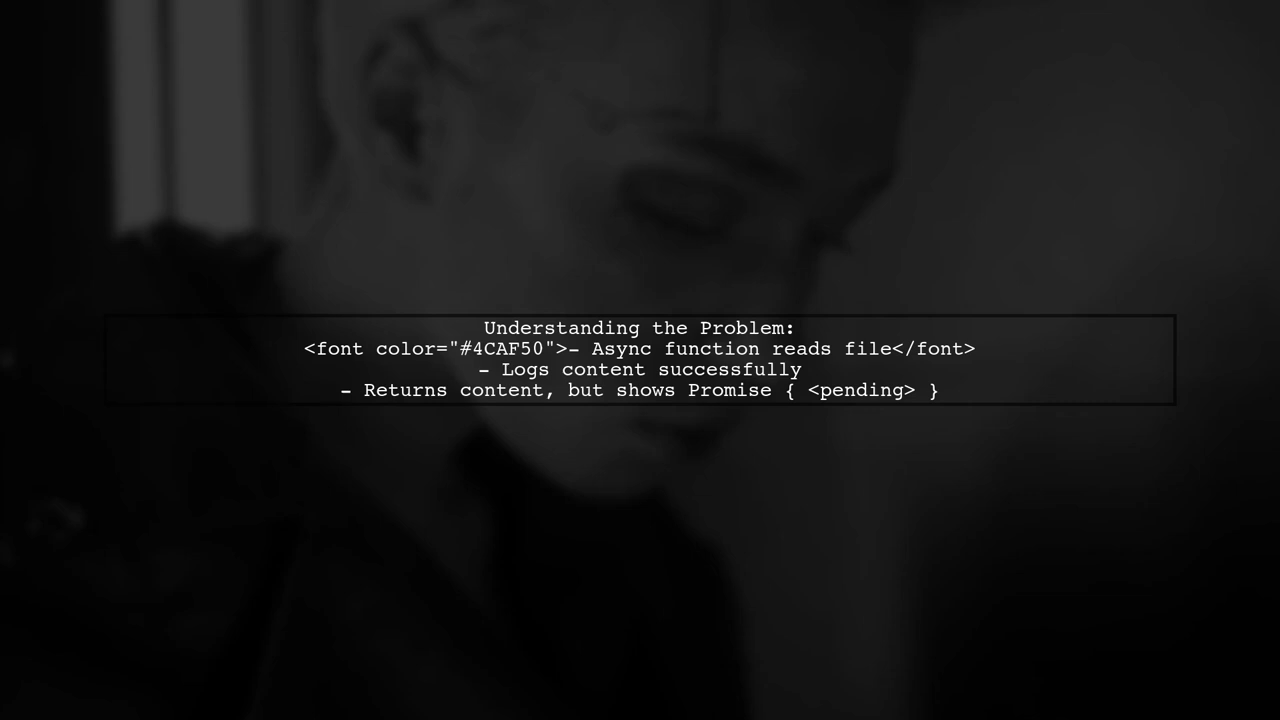 Understanding the Problem:
<font color="#4CAF50">- Async function reads file</font>
- Logs content successfully
- Returns content, but shows Promise { <pending> }